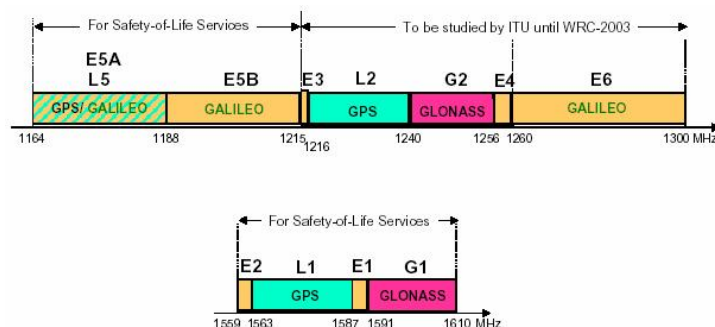 For Safety-of-Life Services To be studied by ITU until WRC-2003
E5A
L5 E5B E3 L2 G2 E4 E6
GPS/ GALILEO GALILEO GPS GLONASS GALILEO
1164 1188 1215 1216 1240 1256 1260 1300 MHz
For Safety-of-Life Services
E2 L1 E1 G1
GPS GLONASS
1559 1563 1587 1591 1610 MHz